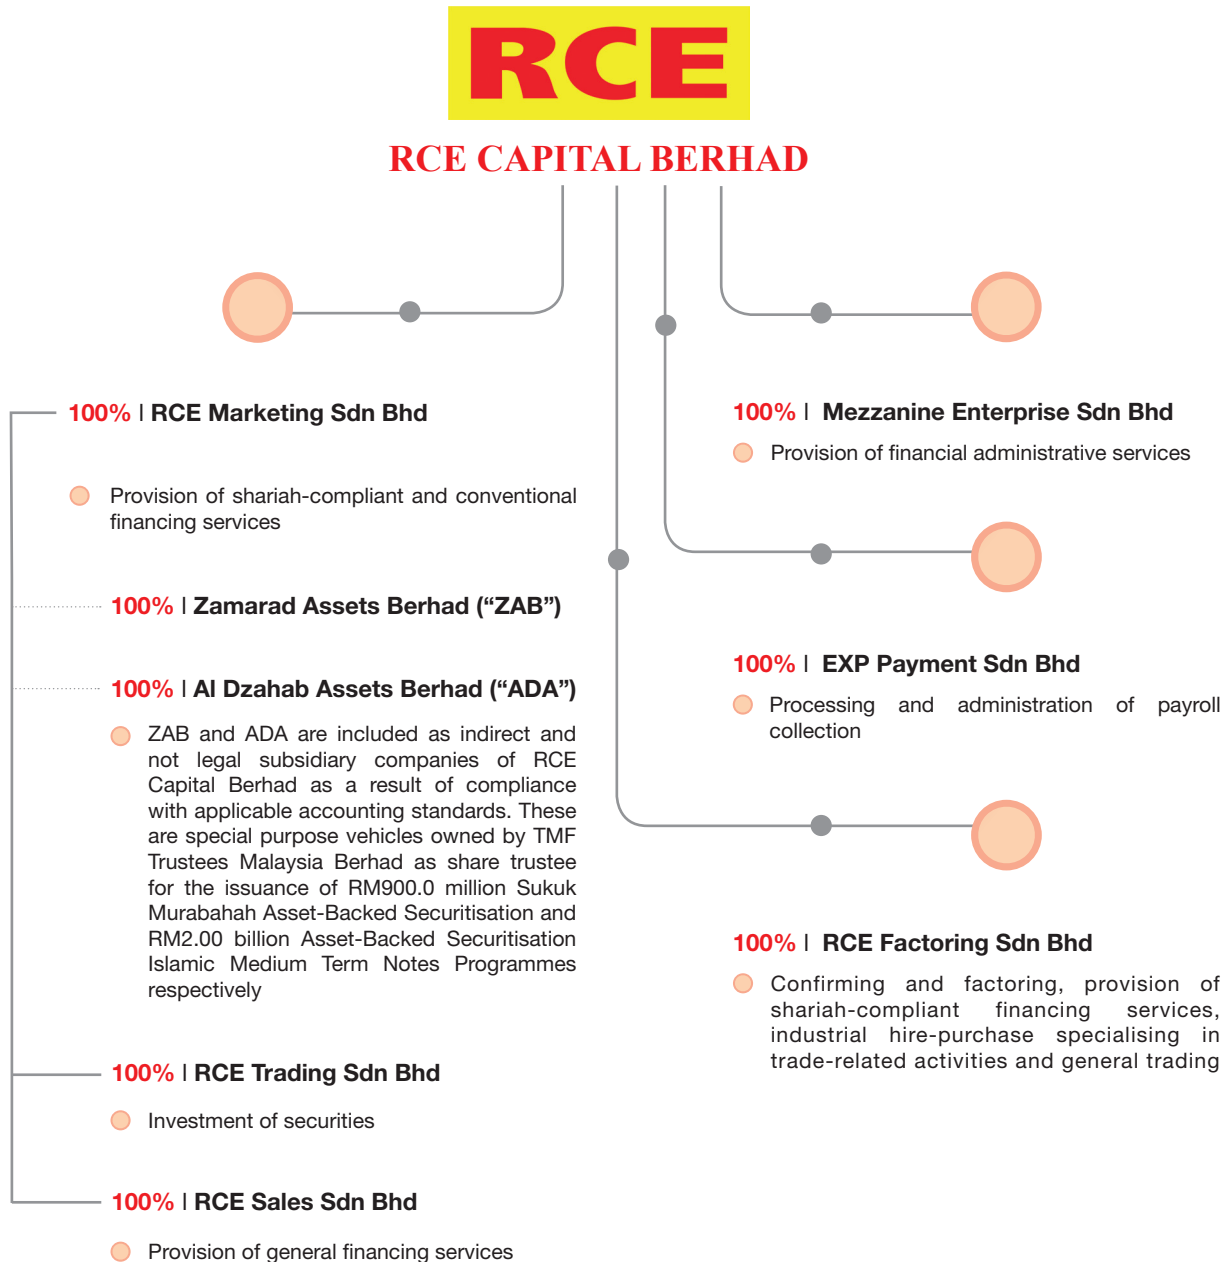 RCE
RCE CAPITAL BERHAD
100% | RCE Marketing Sdn Bhd
Provision of shariah-compliant and conventional
financing services
100% | Zamarad Assets Berhad (“ZAB”)
100% | Al Dzahab Assets Berhad (“ADA”)
ZAB and ADA are included as indirect and
not legal subsidiary companies of RCE
Capital Berhad as a result of compliance
with applicable accounting standards. These
are special purpose vehicles owned by TMF
Trustees Malaysia Berhad as share trustee
for the issuance of RM900.0 million Sukuk
Murabahah Asset-Backed Securitisation and
RM2.00 billion Asset-Backed Securitisation
Islamic Medium Term Notes Programmes
respectively
100% | RCE Trading Sdn Bhd
Investment of securities
100% | RCE Sales Sdn Bhd
Provision of general financing services
100% | Mezzanine Enterprise Sdn Bhd
Provision of financial administrative services
100% | EXP Payment Sdn Bhd
Processing and administration of payroll
collection
100% | RCE Factoring Sdn Bhd
Confirming and factoring, provision of
shariah-compliant financing services,
industrial hire-purchase specialising in
trade-related activities and general trading